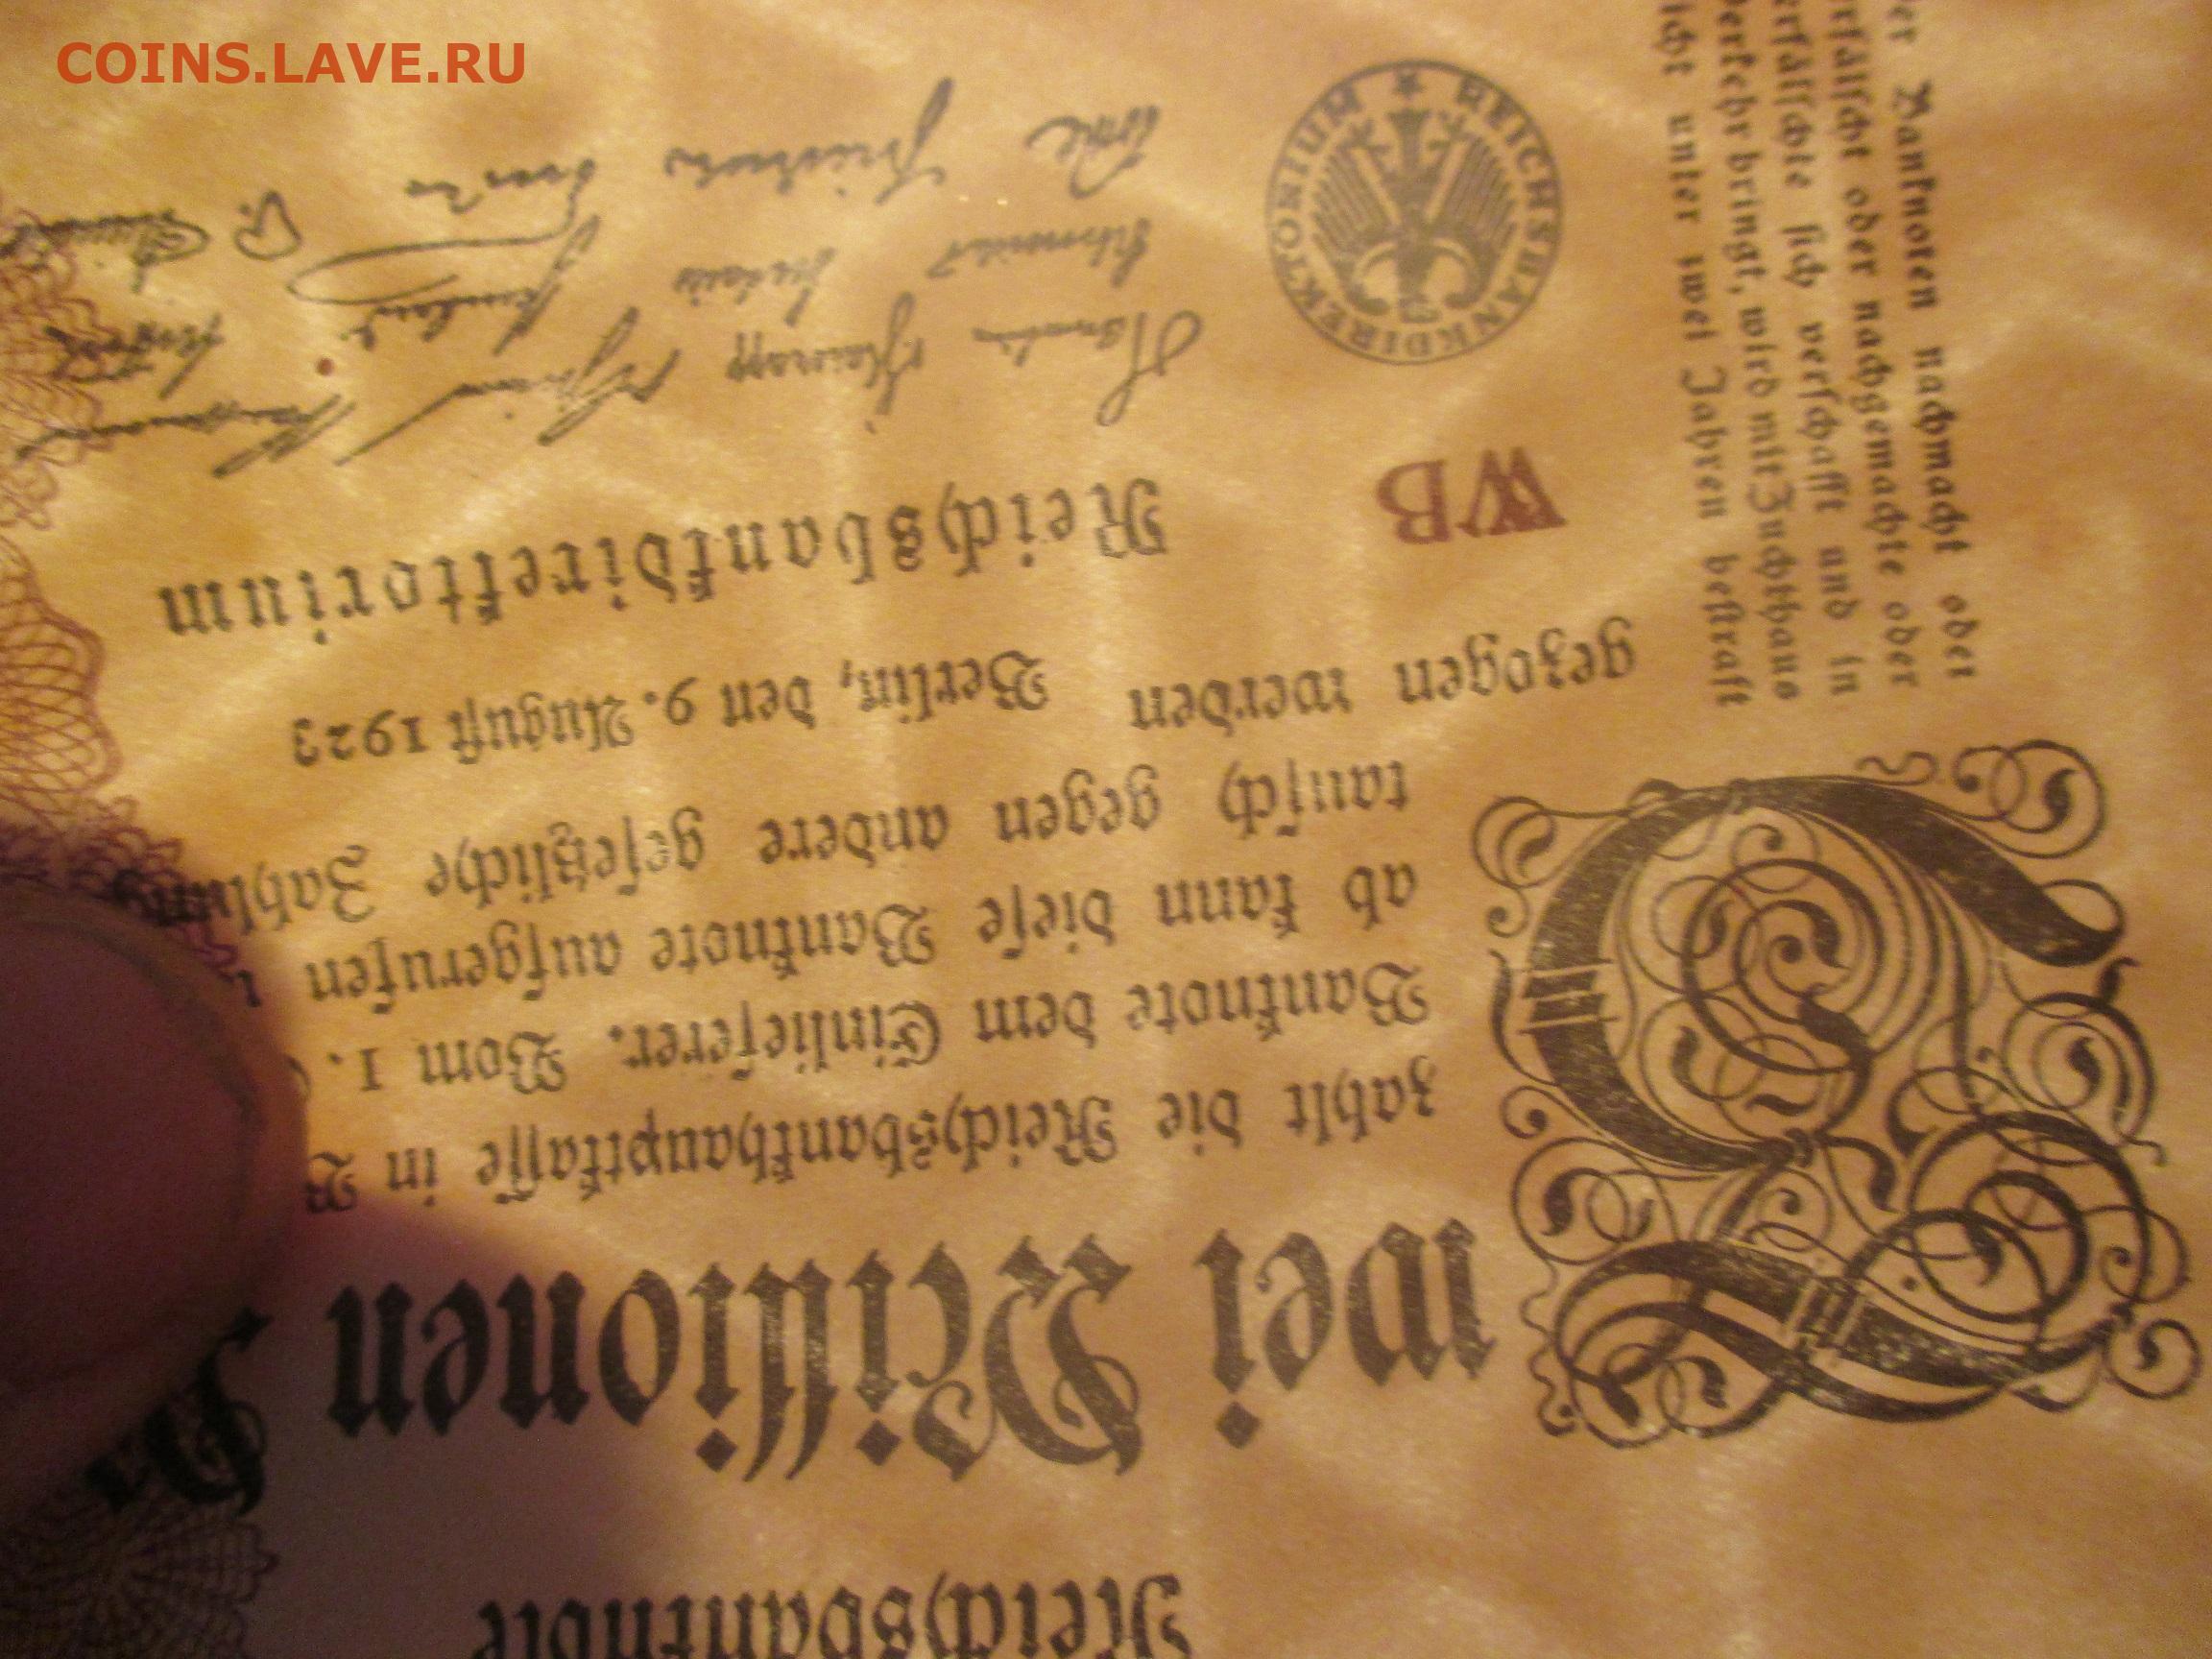 COINS.LAVE.RU
Reichsbanknote
Zwei Millionen
zahlt die Reichsbankhauptkasse in
Banknote dem Einlieferer. Vom 1.
ab kann diese Banknote aufgerufen
tausch gegen andere gesetzliche Zahlung
gezogen werden Berlin, den 9. August 1923
Reichsbankdirektorium
WB
REICHSBANKDIREKTORIUM
Banknoten nachmacht oder
oder nachgemachte oder
sich verschafft und in
Verkehr bringt, wird mit Zuchthaus
nicht unter zwei Jahren bestraft